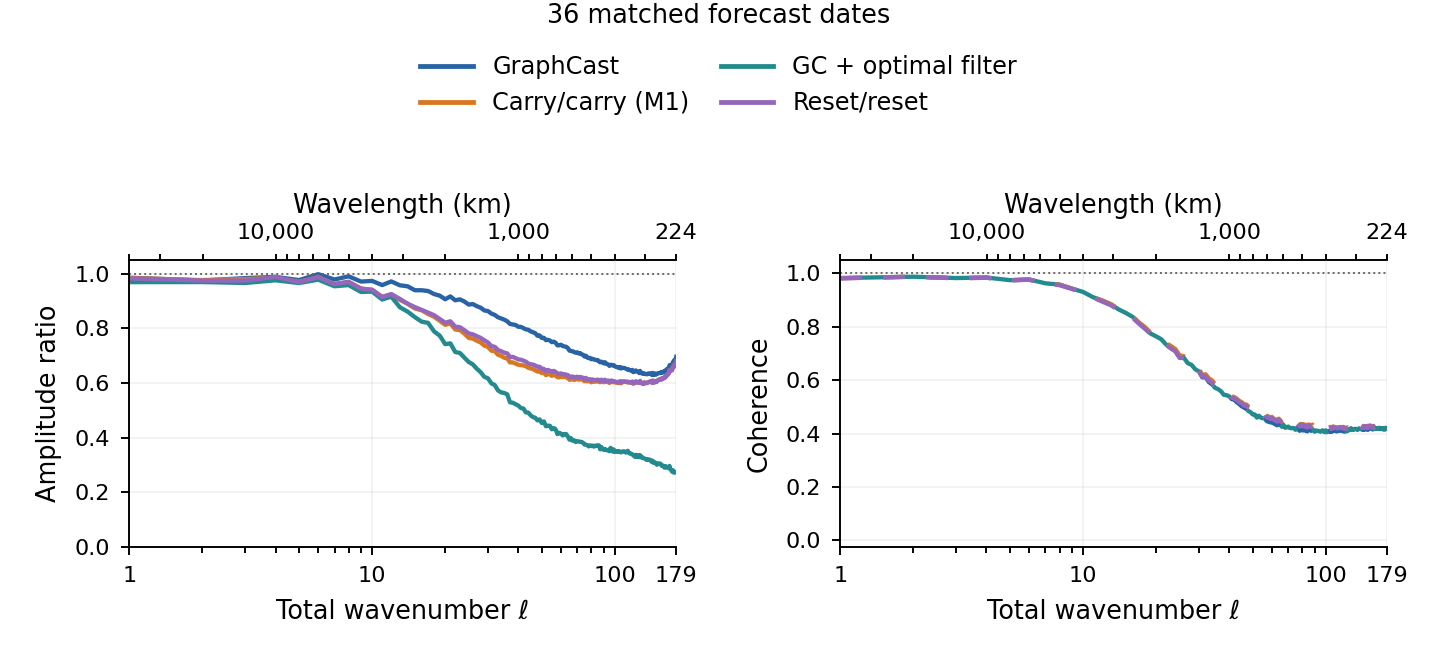 36 matched forecast dates
GraphCast
GC + optimal filter
Carry/carry (M1)
Reset/reset
Wavelength (km)
10,000 1,000 224
Amplitude ratio
1.0
0.8
0.6
0.4
0.2
0.0
1 10 100 179
Total wavenumber ℓ
Wavelength (km)
10,000 1,000 224
Coherence
1.0
0.8
0.6
0.4
0.2
0.0
1 10 100 179
Total wavenumber ℓ